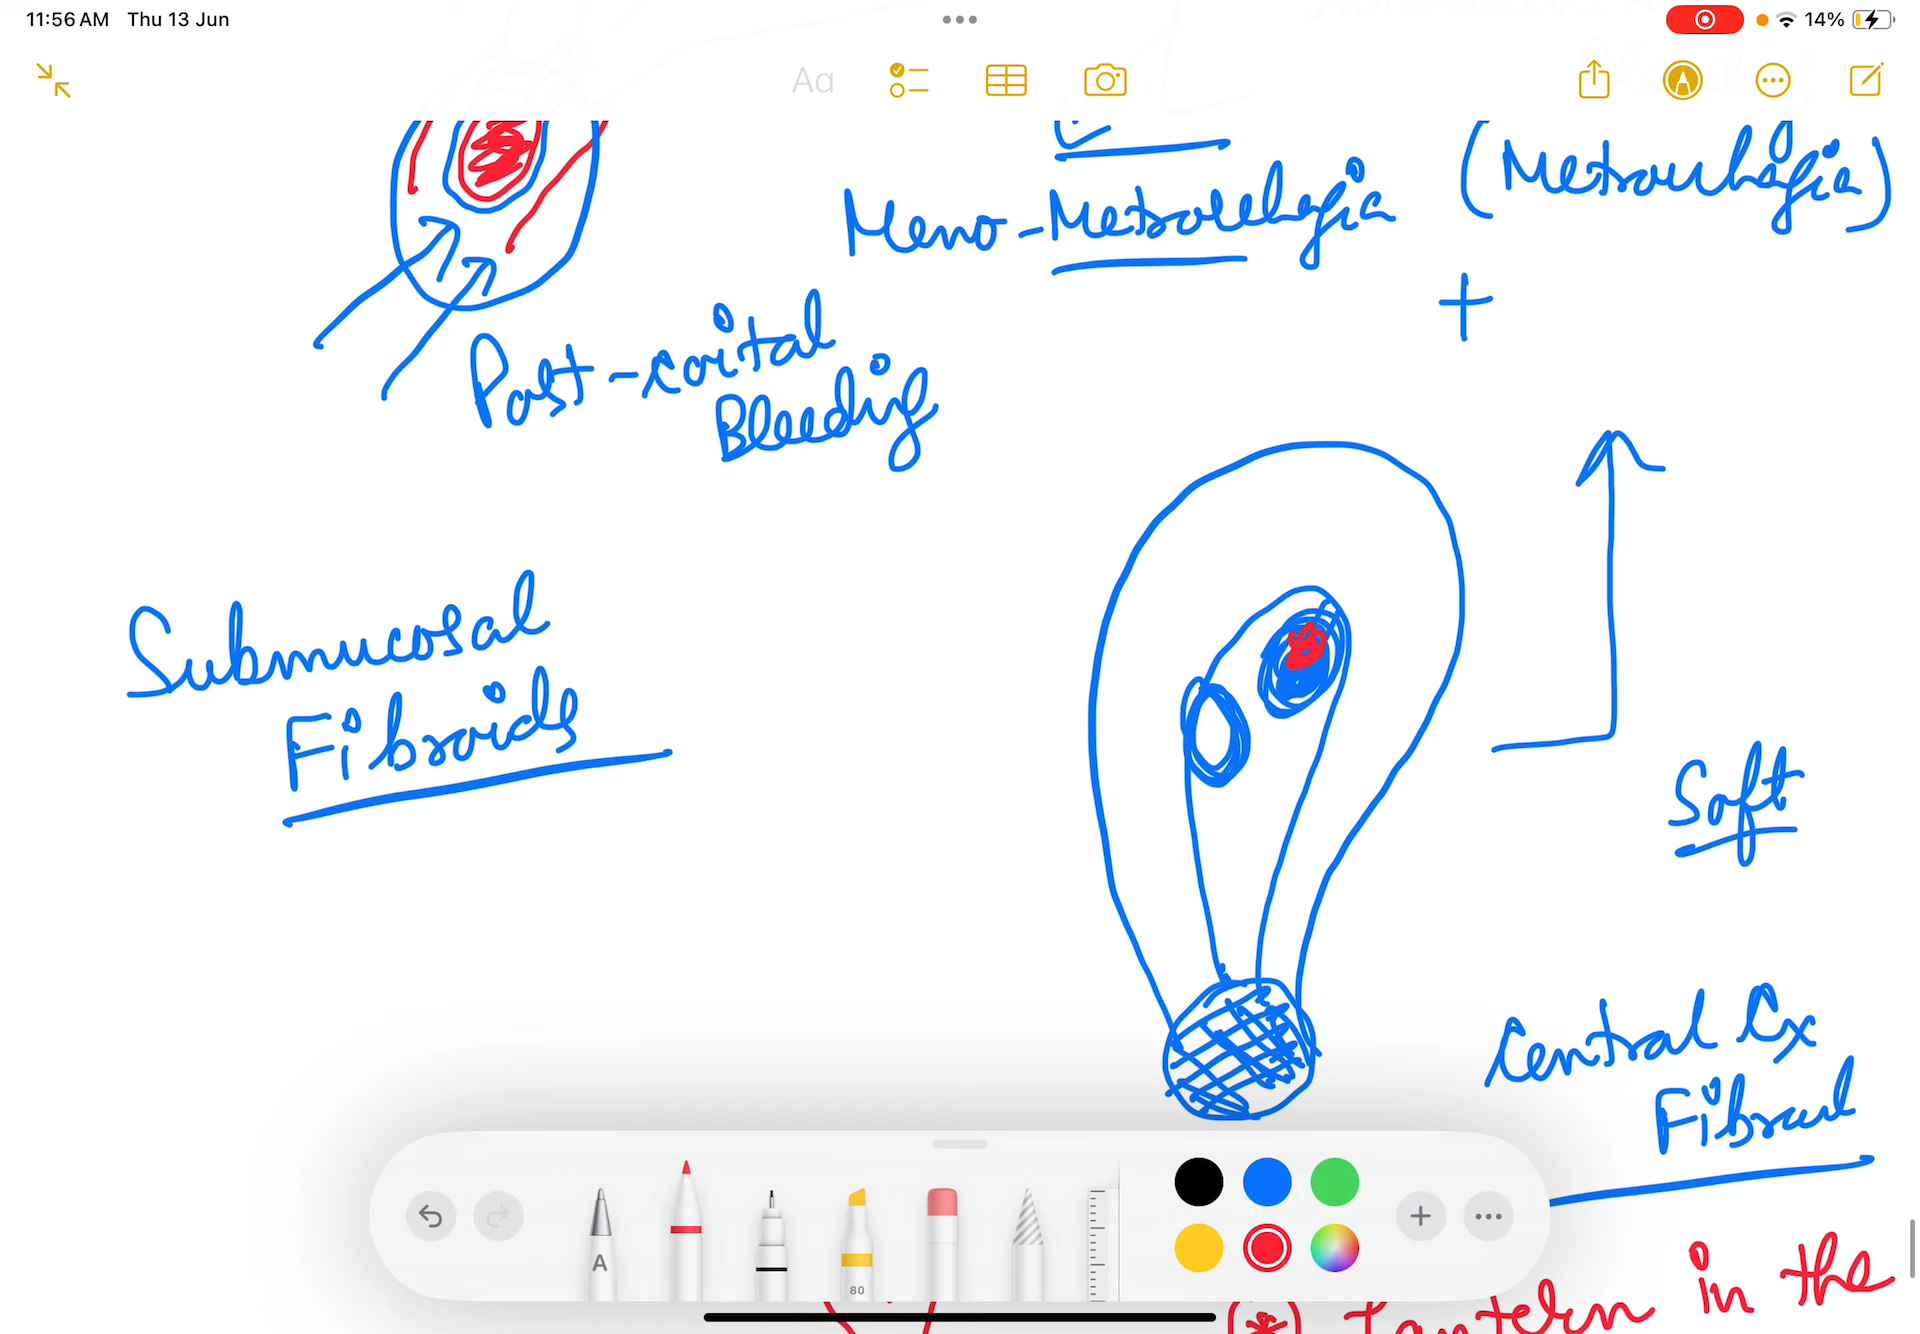 11:56 AM Thu 13 Jun
14%
Aa
(Metrorrhagia)
Meno-Metrorrhagia
+
Post-coital
Bleeding
Submucosal
Fibroids
Soft
Central Cx
Fibroid
A
80
Lantern in the